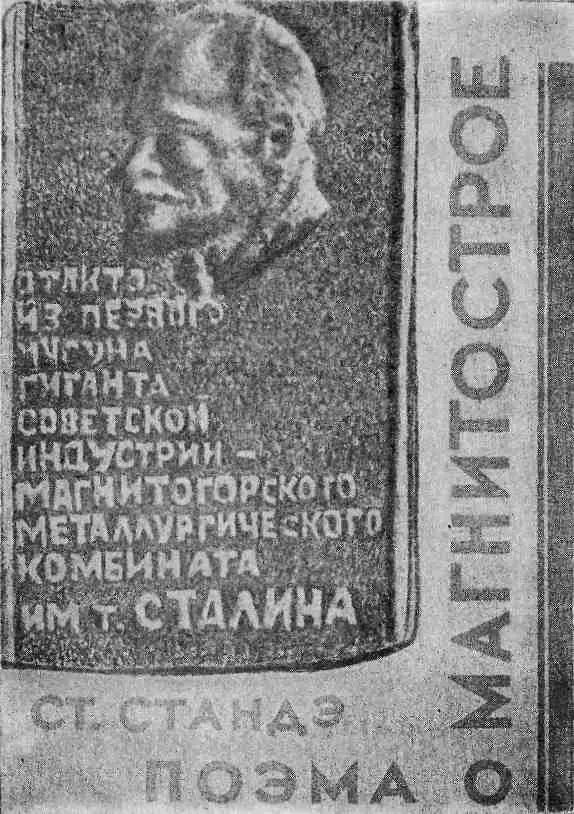 ОТЛИТО
ИЗ ПЕРВОГО
ЧУГУНА
ГИГАНТА
СОВЕТСКОЙ
ИНДУСТРИИ –
МАГНИТОГОРСКОГО
МЕТАЛЛУРГИЧЕСКОГО
КОМБИНАТА
ИМ т. СТАЛИНА
СТ. СТАНДЭ
ПОЭМА О
МАГНИТОСТРОЕ